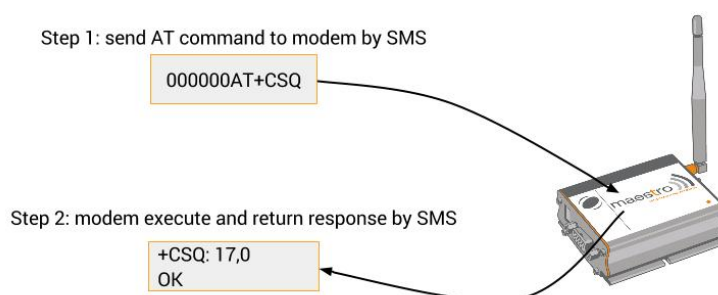 Step 1: send AT command to modem by SMS
000000AT+CSQ
maestro
Step 2: modem execute and return response by SMS
+CSQ: 17,0
OK